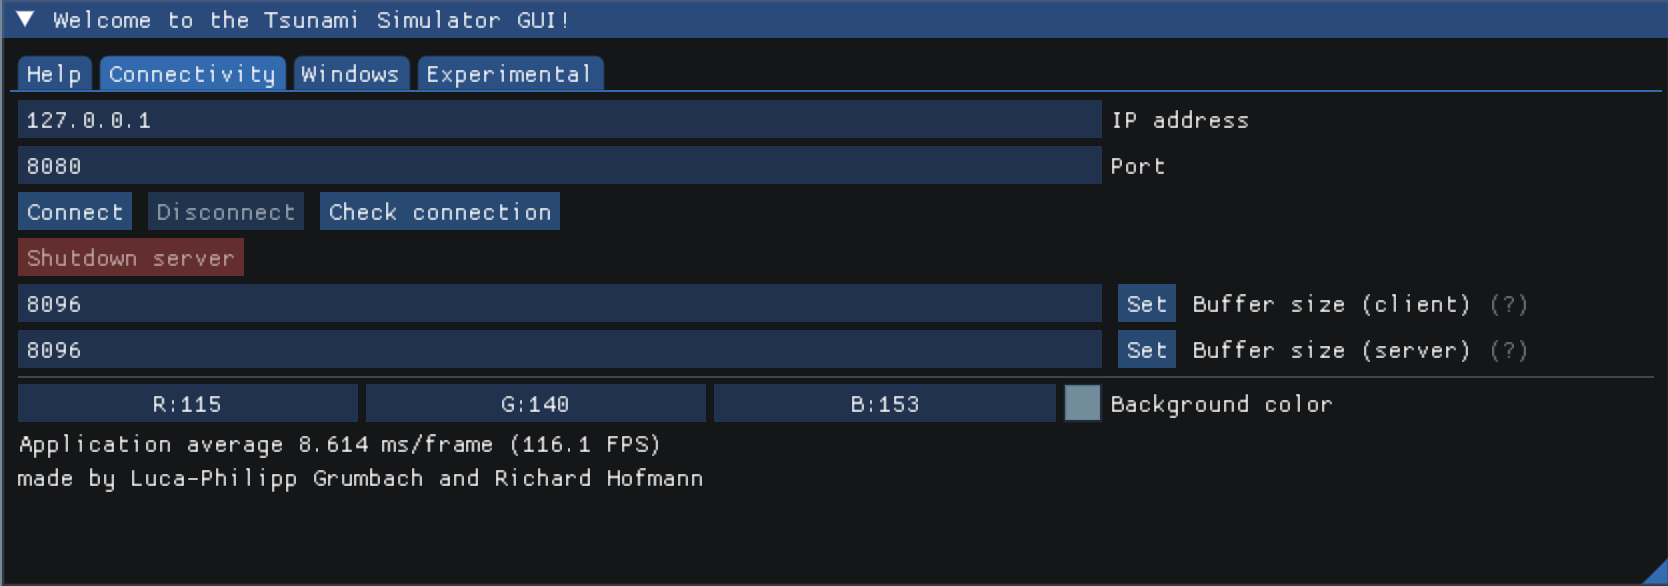 ▼ Welcome to the Tsunami Simulator GUI!
Help Connectivity Windows Experimental
127.0.0.1 IP address
8080 Port
Connect Disconnect Check connection
Shutdown server
8096 Set Buffer size (client) (?)
8096 Set Buffer size (server) (?)
R:115 G:140 B:153 Background color
Application average 8.614 ms/frame (116.1 FPS)
made by Luca-Philipp Grumbach and Richard Hofmann